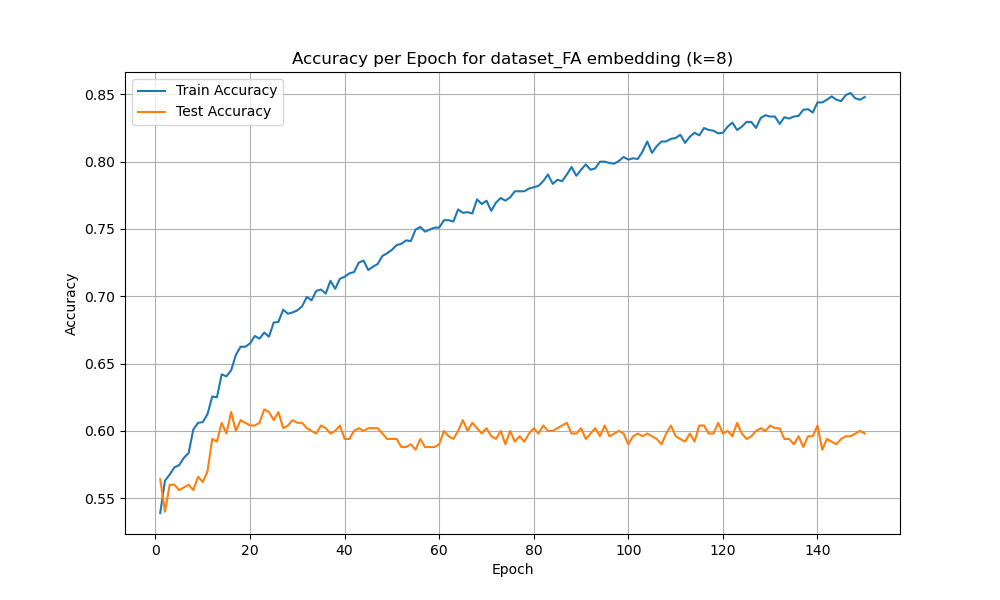 Accuracy per Epoch for dataset_FA embedding (k=8)
Train Accuracy
Test Accuracy
Accuracy
0.85
0.80
0.75
0.70
0.65
0.60
0.55
0 20 40 60 80 100 120 140
Epoch